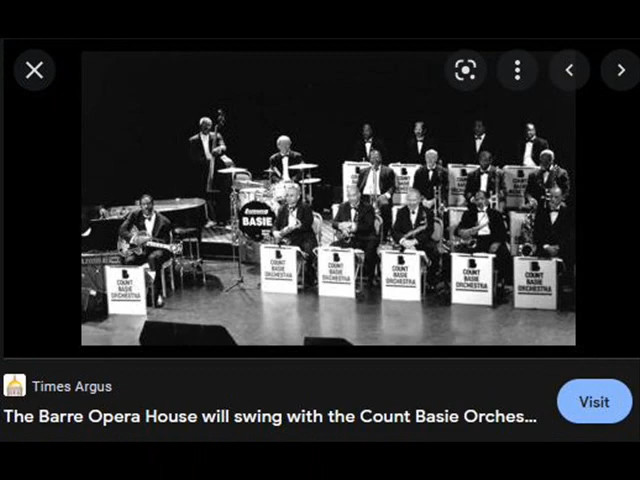 BASIE
COUNT
BASIE
ORCHESTRA
COUNT
BASIE
ORCHESTRA
COUNT
BASIE
ORCHESTRA
COUNT
BASIE
ORCHESTRA
COUNT
BASIE
ORCHESTRA
COUNT
BASIE
ORCHESTRA
Times Argus
The Barre Opera House will swing with the Count Basie Orches...
Visit